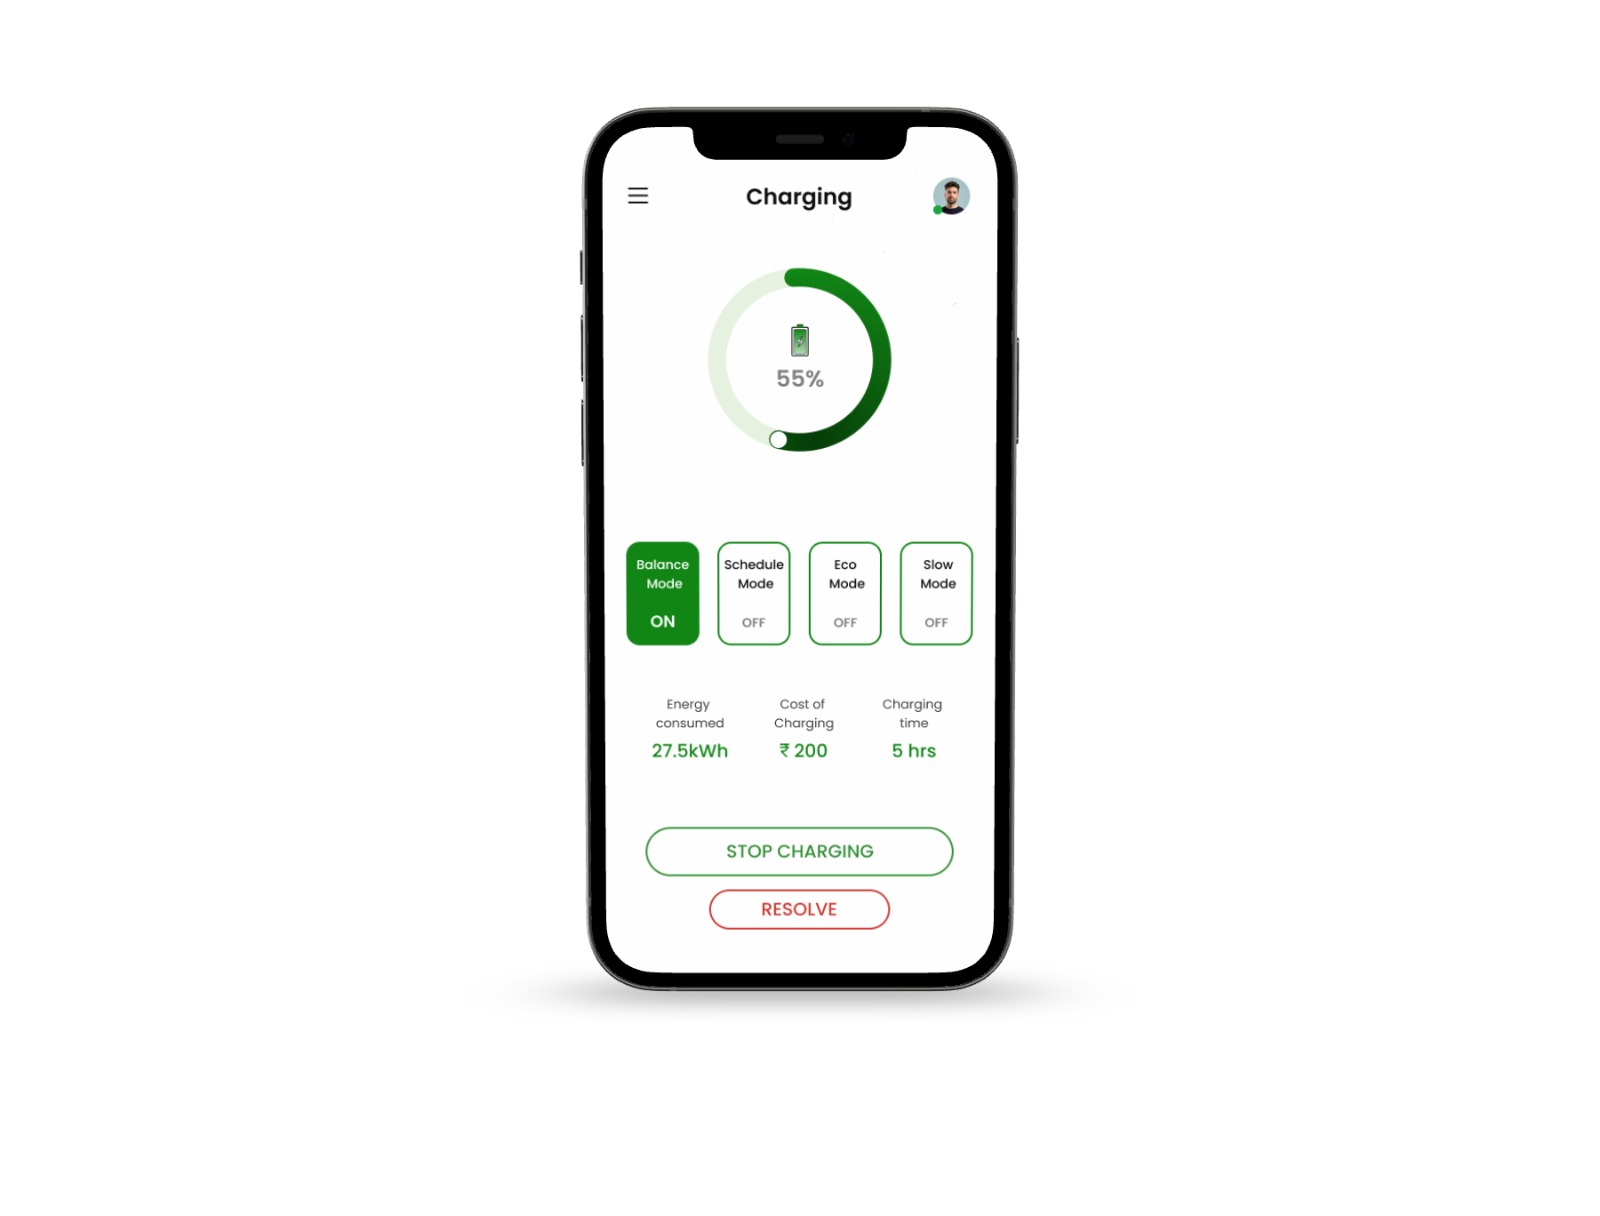 Charging
55%
Balance Mode
ON
Schedule Mode
OFF
Eco Mode
OFF
Slow Mode
OFF
Energy consumed
27.5kWh
Cost of Charging
₹ 200
Charging time
5 hrs
STOP CHARGING
RESOLVE